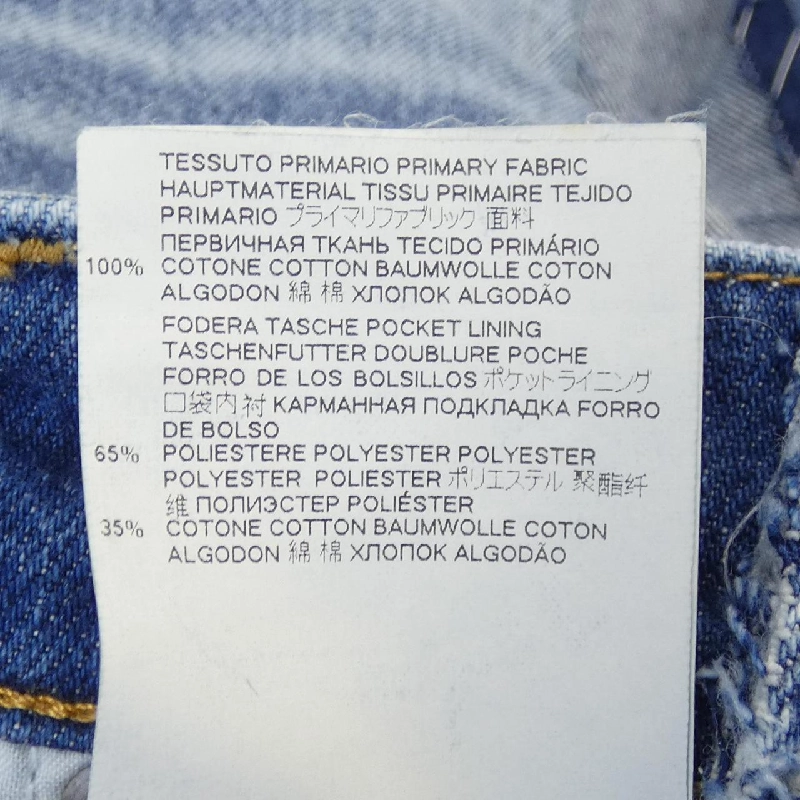 TESSUTO PRIMARIO PRIMARY FABRIC
HAUPTMATERIAL TISSU PRIMAIRE TEJIDO
PRIMARIO プライマリファブリック 面料
ПЕРВИЧНАЯ ТКАНЬ TECIDO PRIMÁRIO
100% COTONE COTTON BAUMWOLLE COTON
ALGODON 綿 棉 ХЛОПОК ALGODÃO
FODERA TASCHE POCKET LINING
TASCHENFUTTER DOUBLURE POCHE
FORRO DE LOS BOLSILLOS ポケットライニング
口袋内衬 КАРМАННАЯ ПОДКЛАДКА FORRO
DE BOLSO
65% POLIESTERE POLYESTER POLYESTER
POLYESTER POLIESTER ポリエステル 聚酯纤
维 ПОЛИЭСТЕР POLIÉSTER
35% COTONE COTTON BAUMWOLLE COTON
ALGODON 綿 棉 ХЛОПОК ALGODÃO